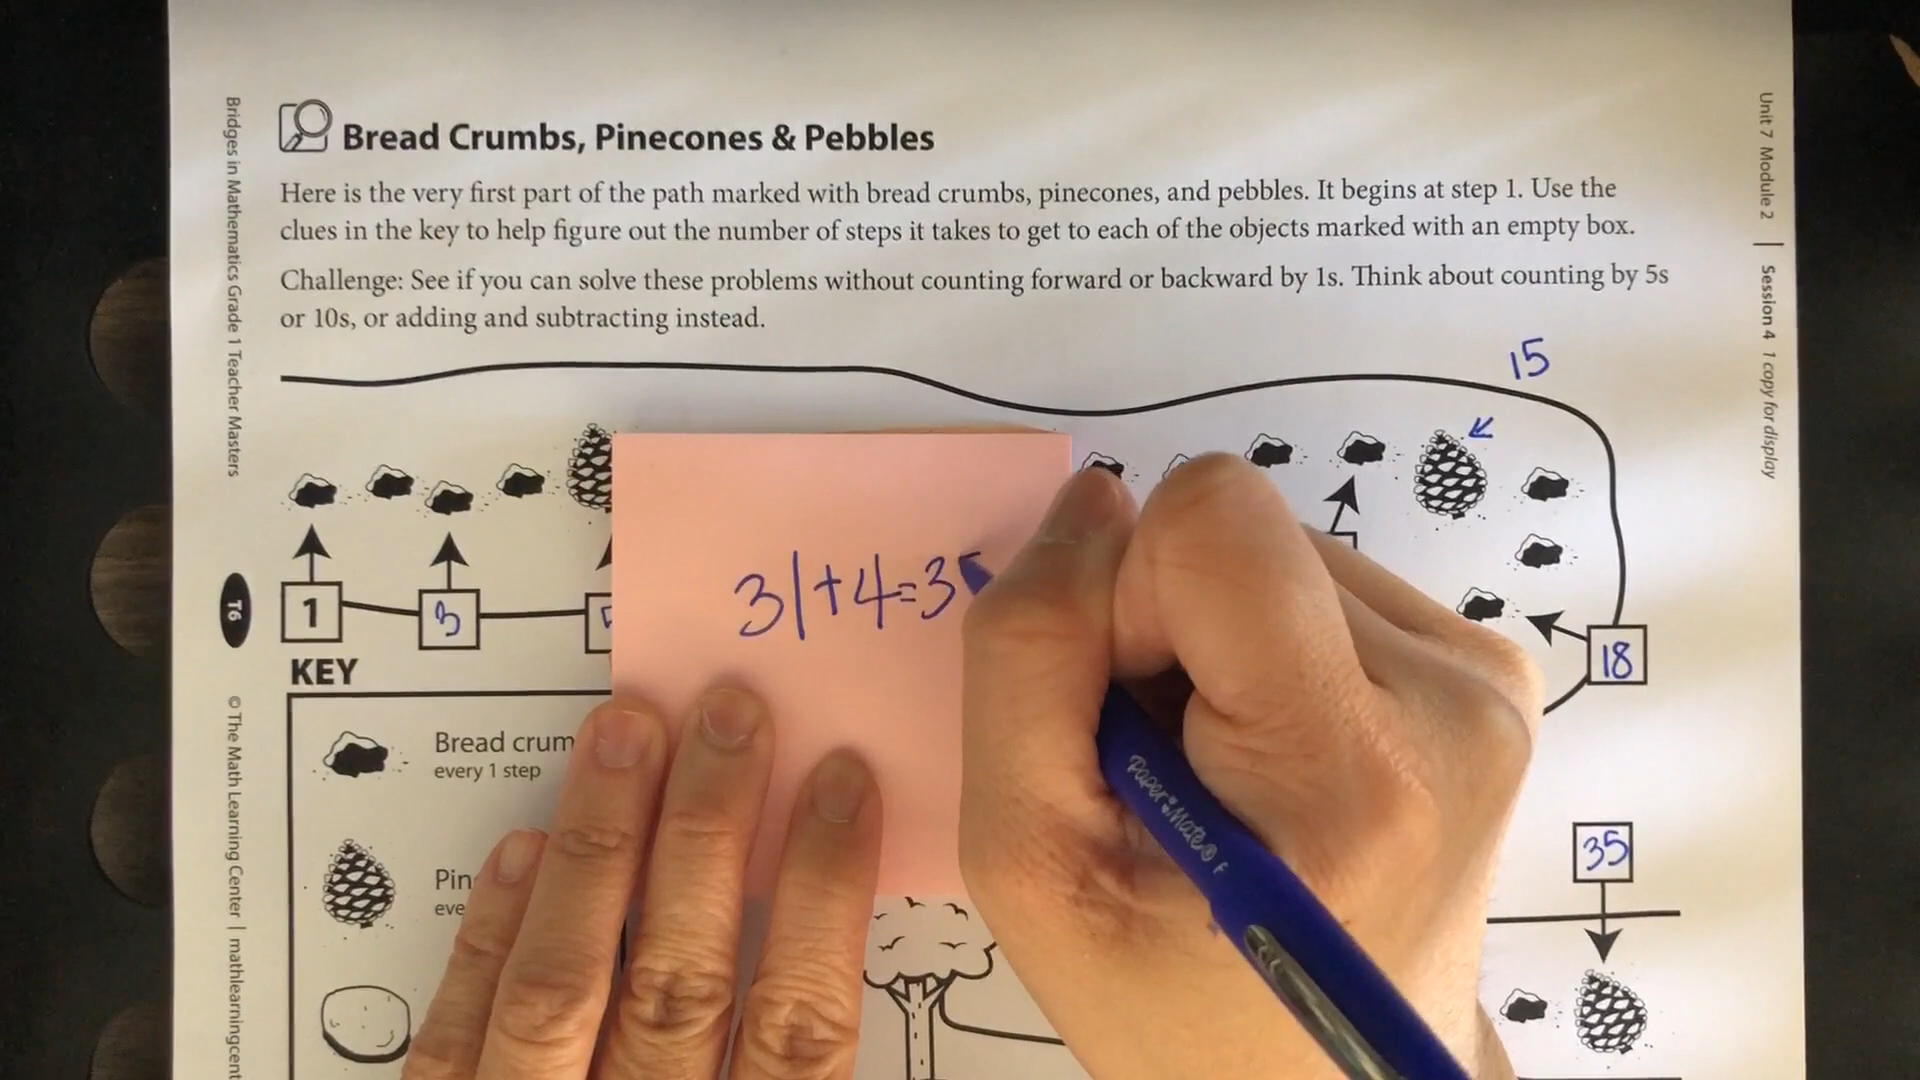 Bread Crumbs, Pinecones & Pebbles
Here is the very first part of the path marked with bread crumbs, pinecones, and pebbles. It begins at step 1. Use the
clues in the key to help figure out the number of steps it takes to get to each of the objects marked with an empty box.
Challenge: See if you can solve these problems without counting forward or backward by 1s. Think about counting by 5s
or 10s, or adding and subtracting instead.
15
31+4=35
1
3
18
KEY
Bread crum
every 1 step
35
Pin
eve
Bridges in Mathematics Grade 1 Teacher Masters
T6
© The Math Learning Center | mathlearningcent
Unit 7 Module 2 | Session 4 1 copy for display
Paper Mate F